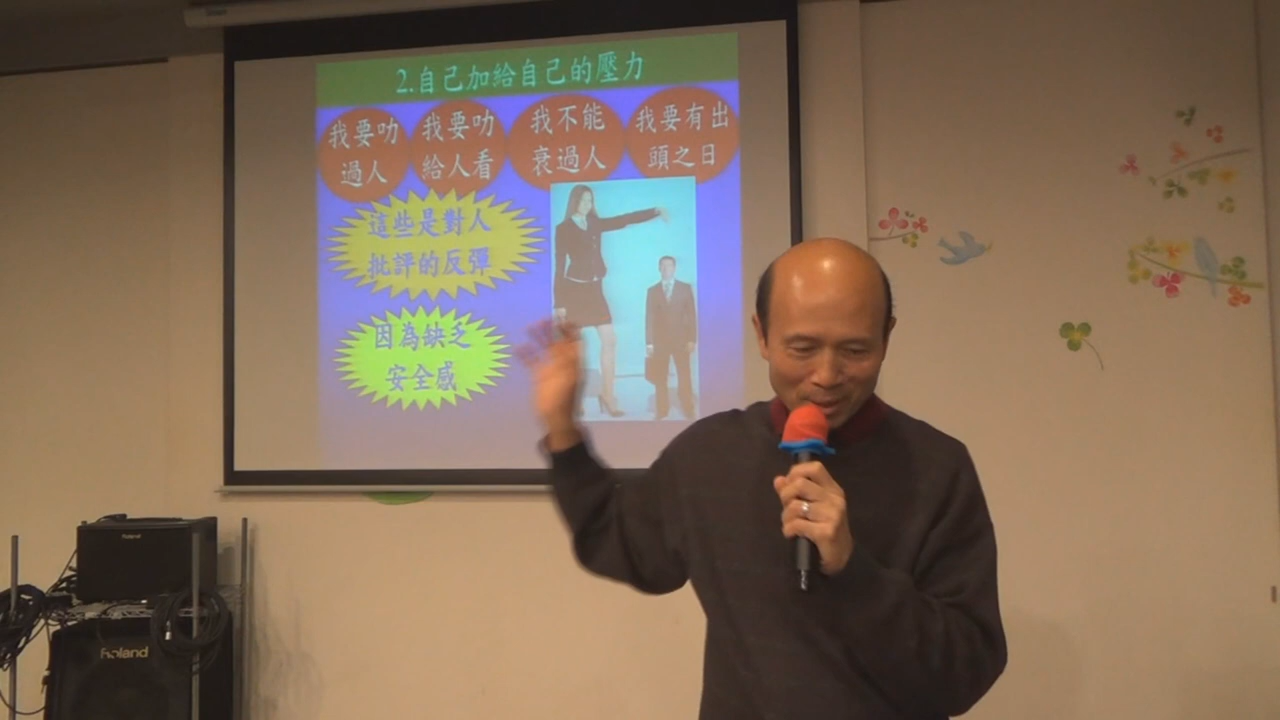 2.自己加給自己的壓力
我要叻
過人
我要叻
給人看
我不能
衰過人
我要有出
頭之日
這些是對人
批評的反彈
因為缺乏
安全感
Roland
Roland